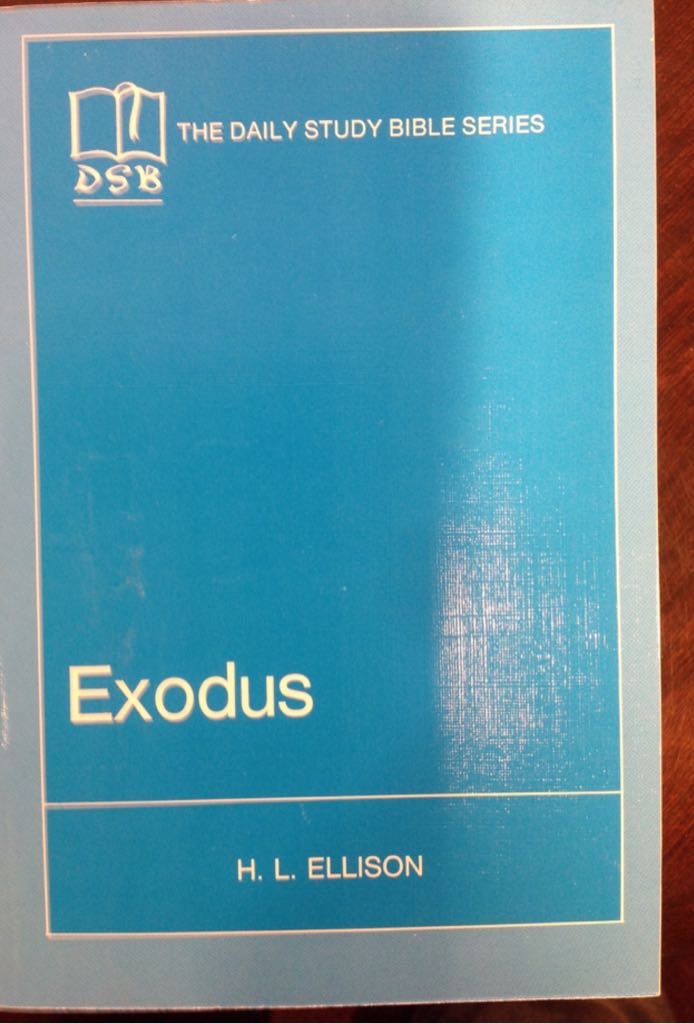 THE DAILY STUDY BIBLE SERIES
DSB
Exodus
H. L. ELLISON